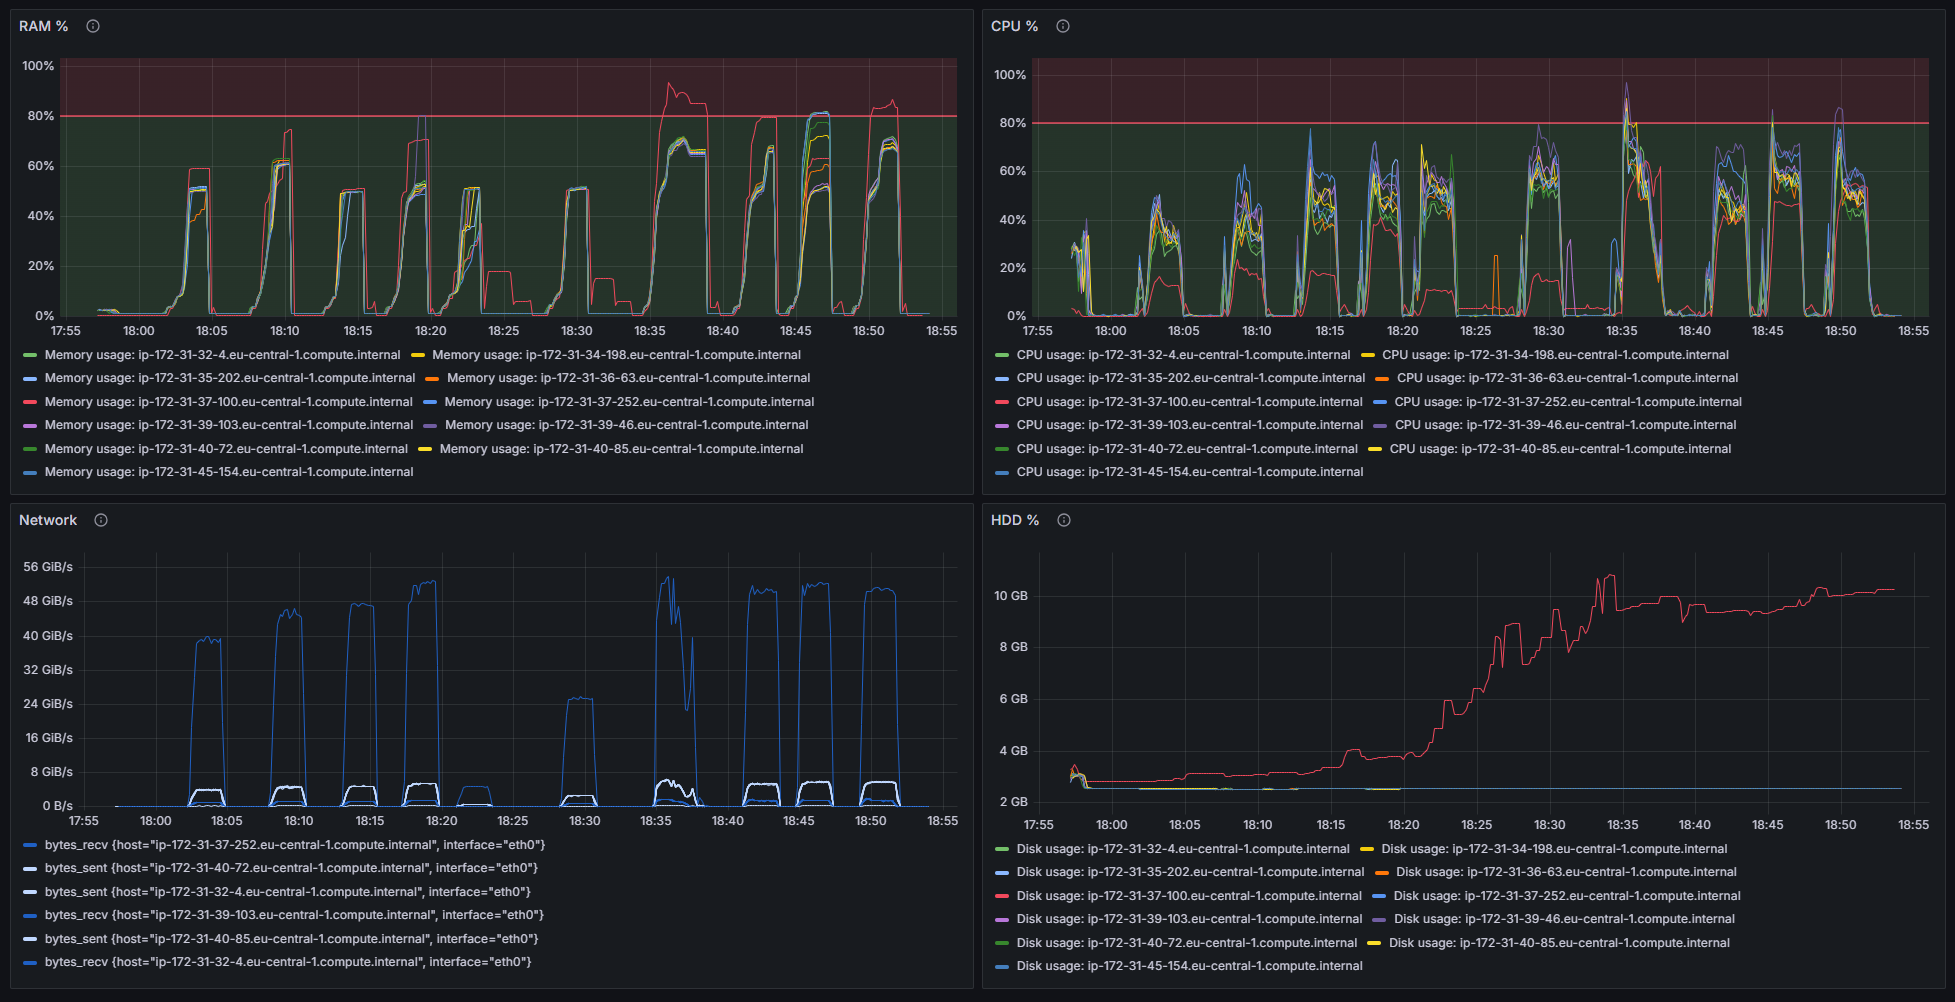 RAM %
100%
80%
60%
40%
20%
0%
17:55 18:00 18:05 18:10 18:15 18:20 18:25 18:30 18:35 18:40 18:45 18:50 18:55
Memory usage: ip-172-31-32-4.eu-central-1.compute.internal Memory usage: ip-172-31-34-198.eu-central-1.compute.internal
Memory usage: ip-172-31-35-202.eu-central-1.compute.internal Memory usage: ip-172-31-36-63.eu-central-1.compute.internal
Memory usage: ip-172-31-37-100.eu-central-1.compute.internal Memory usage: ip-172-31-37-252.eu-central-1.compute.internal
Memory usage: ip-172-31-39-103.eu-central-1.compute.internal Memory usage: ip-172-31-39-46.eu-central-1.compute.internal
Memory usage: ip-172-31-40-72.eu-central-1.compute.internal Memory usage: ip-172-31-40-85.eu-central-1.compute.internal
Memory usage: ip-172-31-45-154.eu-central-1.compute.internal
CPU %
100%
80%
60%
40%
20%
0%
17:55 18:00 18:05 18:10 18:15 18:20 18:25 18:30 18:35 18:40 18:45 18:50 18:55
CPU usage: ip-172-31-32-4.eu-central-1.compute.internal CPU usage: ip-172-31-34-198.eu-central-1.compute.internal
CPU usage: ip-172-31-35-202.eu-central-1.compute.internal CPU usage: ip-172-31-36-63.eu-central-1.compute.internal
CPU usage: ip-172-31-37-100.eu-central-1.compute.internal CPU usage: ip-172-31-37-252.eu-central-1.compute.internal
CPU usage: ip-172-31-39-103.eu-central-1.compute.internal CPU usage: ip-172-31-39-46.eu-central-1.compute.internal
CPU usage: ip-172-31-40-72.eu-central-1.compute.internal CPU usage: ip-172-31-40-85.eu-central-1.compute.internal
CPU usage: ip-172-31-45-154.eu-central-1.compute.internal
Network
56 GiB/s
48 GiB/s
40 GiB/s
32 GiB/s
24 GiB/s
16 GiB/s
8 GiB/s
0 B/s
17:55 18:00 18:05 18:10 18:15 18:20 18:25 18:30 18:35 18:40 18:45 18:50 18:55
bytes_recv {host="ip-172-31-37-252.eu-central-1.compute.internal", interface="eth0"}
bytes_sent {host="ip-172-31-40-72.eu-central-1.compute.internal", interface="eth0"}
bytes_sent {host="ip-172-31-32-4.eu-central-1.compute.internal", interface="eth0"}
bytes_recv {host="ip-172-31-39-103.eu-central-1.compute.internal", interface="eth0"}
bytes_sent {host="ip-172-31-40-85.eu-central-1.compute.internal", interface="eth0"}
bytes_recv {host="ip-172-31-32-4.eu-central-1.compute.internal", interface="eth0"}
HDD %
10 GB
8 GB
6 GB
4 GB
2 GB
17:55 18:00 18:05 18:10 18:15 18:20 18:25 18:30 18:35 18:40 18:45 18:50 18:55
Disk usage: ip-172-31-32-4.eu-central-1.compute.internal Disk usage: ip-172-31-34-198.eu-central-1.compute.internal
Disk usage: ip-172-31-35-202.eu-central-1.compute.internal Disk usage: ip-172-31-36-63.eu-central-1.compute.internal
Disk usage: ip-172-31-37-100.eu-central-1.compute.internal Disk usage: ip-172-31-37-252.eu-central-1.compute.internal
Disk usage: ip-172-31-39-103.eu-central-1.compute.internal Disk usage: ip-172-31-39-46.eu-central-1.compute.internal
Disk usage: ip-172-31-40-72.eu-central-1.compute.internal Disk usage: ip-172-31-40-85.eu-central-1.compute.internal
Disk usage: ip-172-31-45-154.eu-central-1.compute.internal